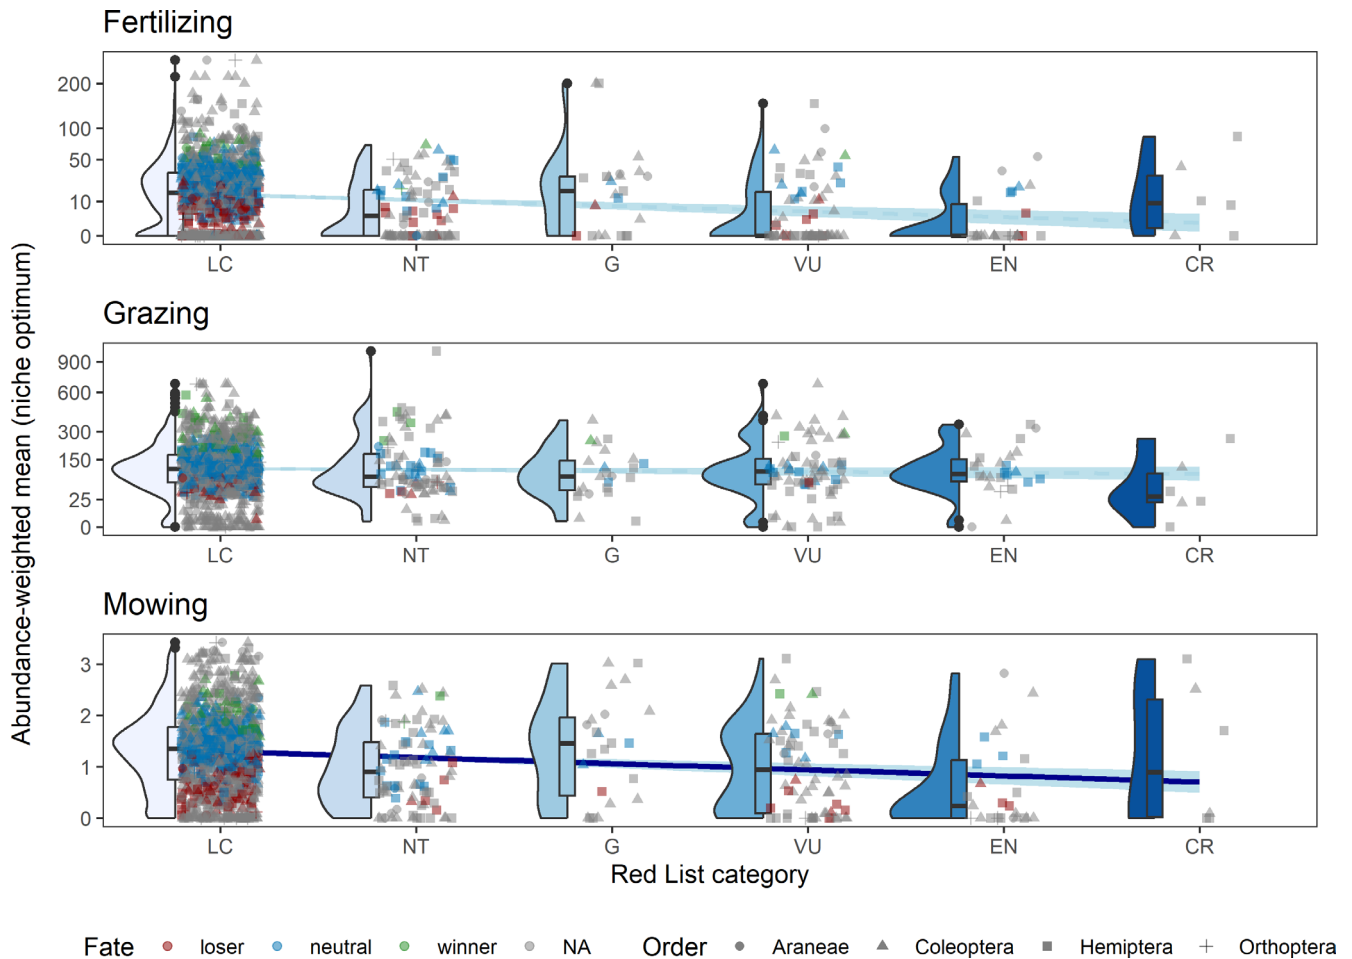 Fertilizing
200
100
50
10
0
LC NT G VU EN CR
Grazing
Abundance-weighted mean (niche optimum)
900
600
300
150
25
0
LC NT G VU EN CR
Mowing
3
2
1
0
LC NT G VU EN CR
Red List category
Fate loser neutral winner NA Order Araneae Coleoptera Hemiptera Orthoptera